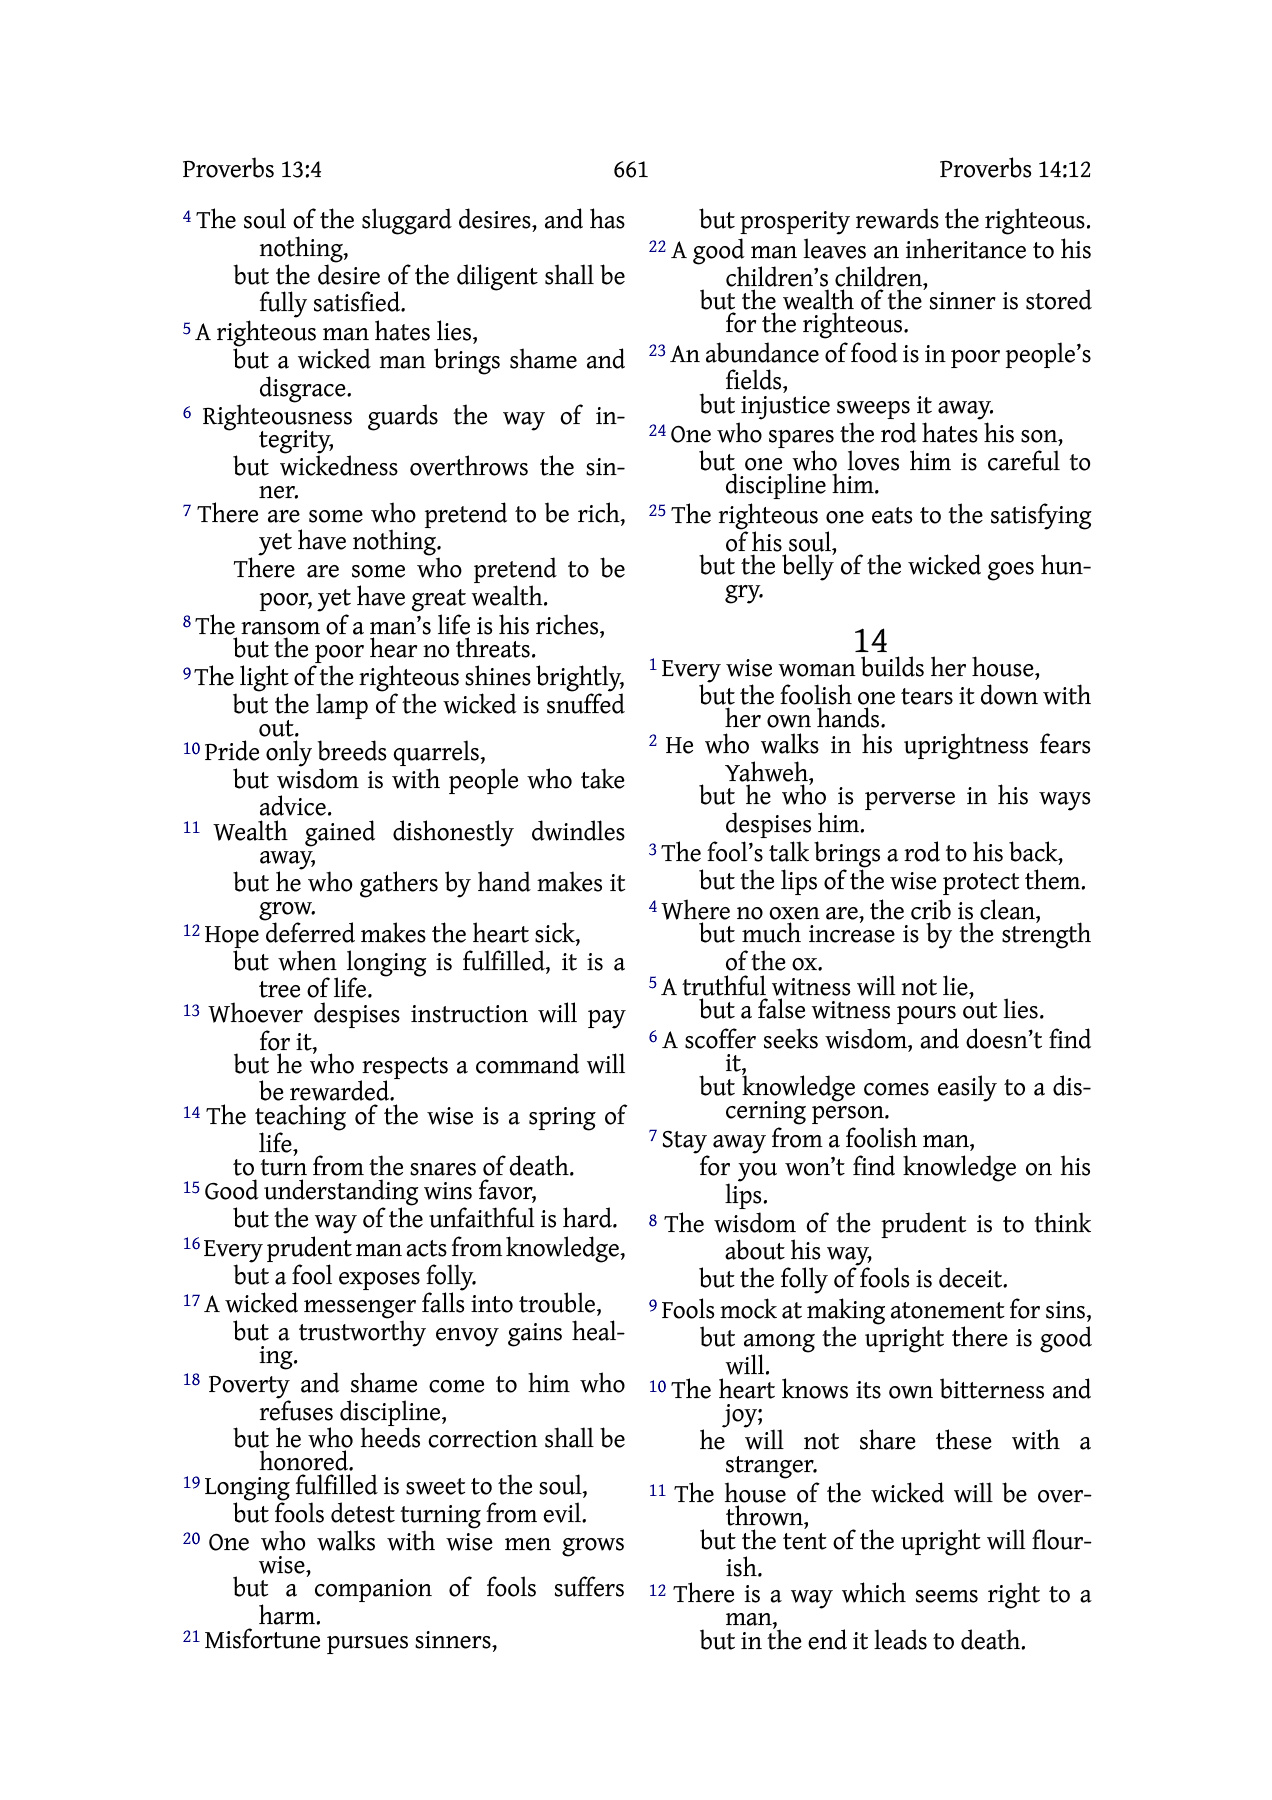 Proverbs 13:4 661 Proverbs 14:12
4 The soul of the sluggard desires, and has
nothing,
but the desire of the diligent shall be
fully satisfied.
5 A righteous man hates lies,
but a wicked man brings shame and
disgrace.
6 Righteousness guards the way of in-
tegrity,
but wickedness overthrows the sin-
ner.
7 There are some who pretend to be rich,
yet have nothing.
There are some who pretend to be
poor, yet have great wealth.
8 The ransom of a man’s life is his riches,
but the poor hear no threats.
9 The light of the righteous shines brightly,
but the lamp of the wicked is snuffed
out.
10 Pride only breeds quarrels,
but wisdom is with people who take
advice.
11 Wealth gained dishonestly dwindles
away,
but he who gathers by hand makes it
grow.
12 Hope deferred makes the heart sick,
but when longing is fulfilled, it is a
tree of life.
13 Whoever despises instruction will pay
for it,
but he who respects a command will
be rewarded.
14 The teaching of the wise is a spring of
life,
to turn from the snares of death.
15 Good understanding wins favor,
but the way of the unfaithful is hard.
16 Every prudent man acts from knowledge,
but a fool exposes folly.
17 A wicked messenger falls into trouble,
but a trustworthy envoy gains heal-
ing.
18 Poverty and shame come to him who
refuses discipline,
but he who heeds correction shall be
honored.
19 Longing fulfilled is sweet to the soul,
but fools detest turning from evil.
20 One who walks with wise men grows
wise,
but a companion of fools suffers
harm.
21 Misfortune pursues sinners,
but prosperity rewards the righteous.
22 A good man leaves an inheritance to his
children’s children,
but the wealth of the sinner is stored
for the righteous.
23 An abundance of food is in poor people’s
fields,
but injustice sweeps it away.
24 One who spares the rod hates his son,
but one who loves him is careful to
discipline him.
25 The righteous one eats to the satisfying
of his soul,
but the belly of the wicked goes hun-
gry.
14
1 Every wise woman builds her house,
but the foolish one tears it down with
her own hands.
2 He who walks in his uprightness fears
Yahweh,
but he who is perverse in his ways
despises him.
3 The fool’s talk brings a rod to his back,
but the lips of the wise protect them.
4 Where no oxen are, the crib is clean,
but much increase is by the strength
of the ox.
5 A truthful witness will not lie,
but a false witness pours out lies.
6 A scoffer seeks wisdom, and doesn’t find
it,
but knowledge comes easily to a dis-
cerning person.
7 Stay away from a foolish man,
for you won’t find knowledge on his
lips.
8 The wisdom of the prudent is to think
about his way,
but the folly of fools is deceit.
9 Fools mock at making atonement for sins,
but among the upright there is good
will.
10 The heart knows its own bitterness and
joy;
he will not share these with a
stranger.
11 The house of the wicked will be over-
thrown,
but the tent of the upright will flour-
ish.
12 There is a way which seems right to a
man,
but in the end it leads to death.